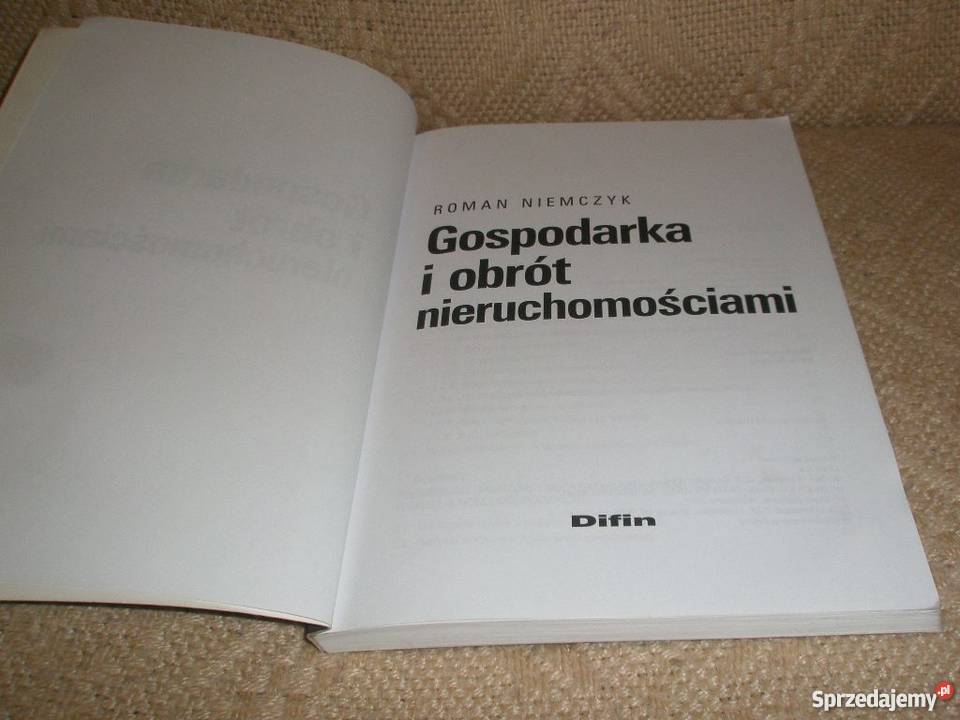 ROMAN NIEMCZYK
Gospodarka
i obrót
nieruchomościami
Difin
Sprzedajemy.pl